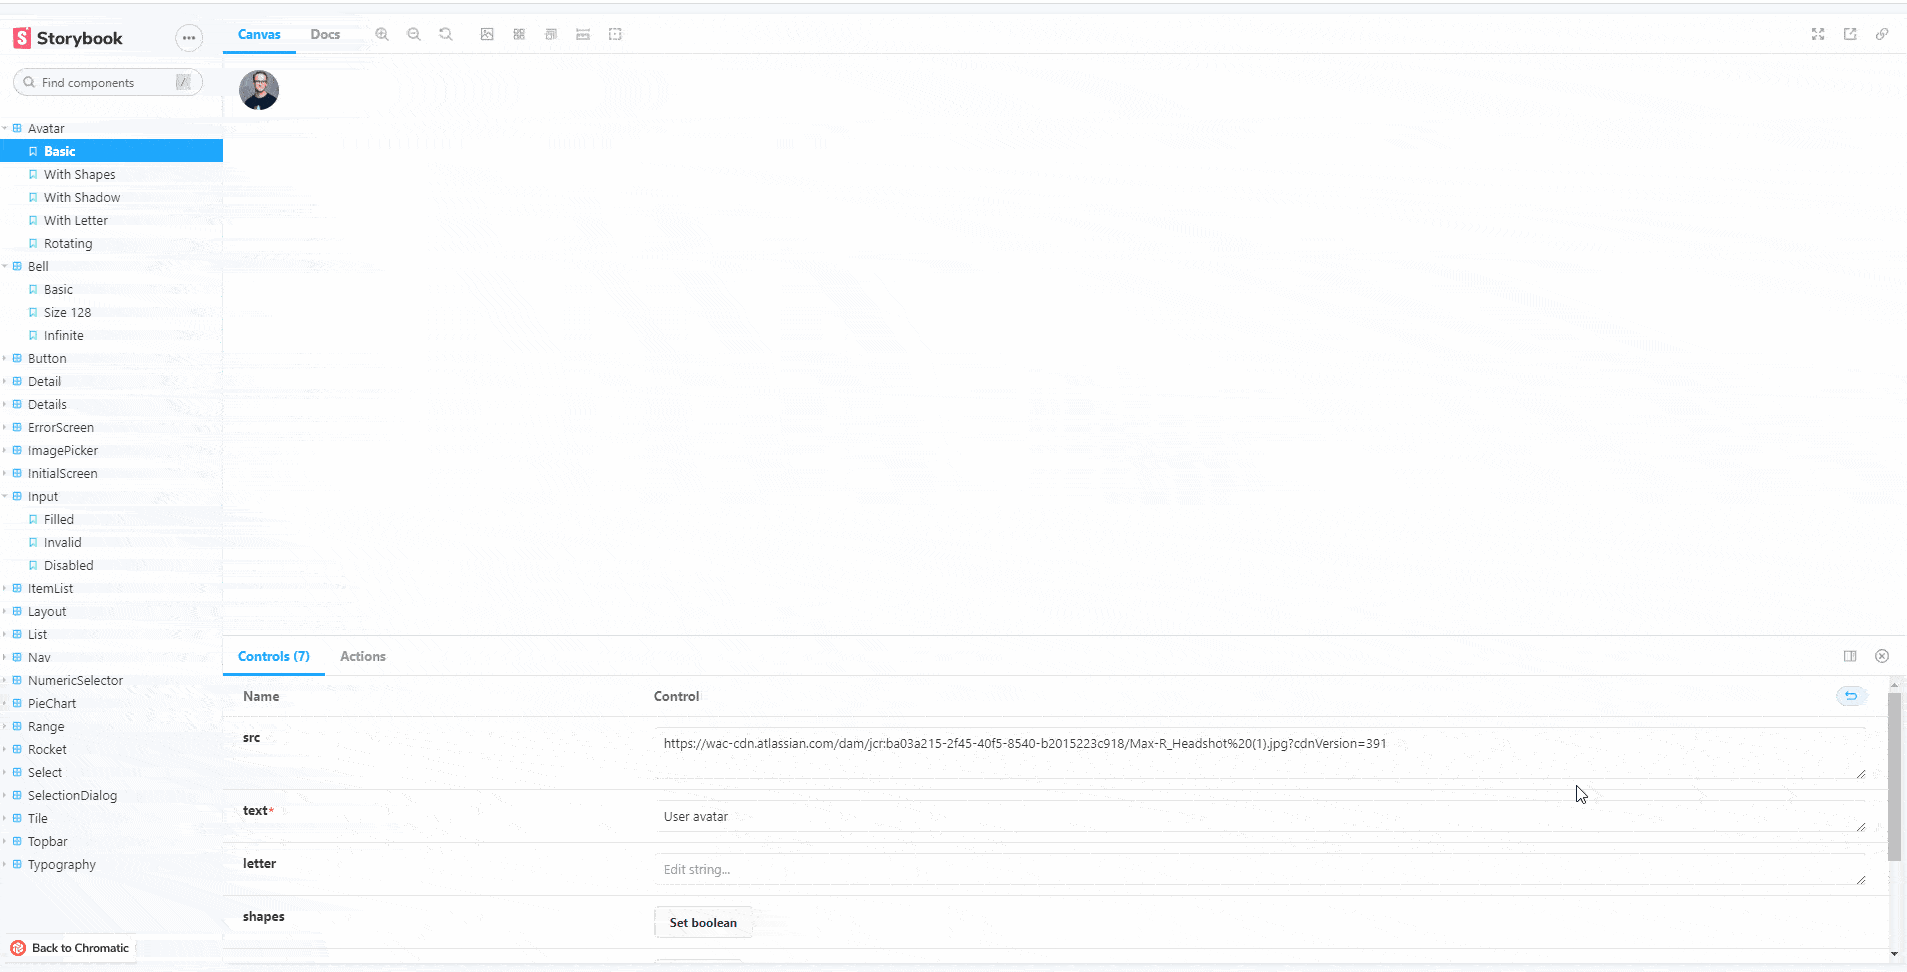 Storybook
Find components
/
Avatar
Basic
With Shapes
With Shadow
With Letter
Rotating
Bell
Basic
Size 128
Infinite
Button
Detail
Details
ErrorScreen
ImagePicker
InitialScreen
Input
Filled
Invalid
Disabled
ItemList
Layout
List
Nav
NumericSelector
PieChart
Range
Rocket
Select
SelectionDialog
Tile
Topbar
Typography
Back to Chromatic
Canvas Docs
Controls (7) Actions
Name Control
src https://wac-cdn.atlassian.com/dam/jcr:ba03a215-2f45-40f5-8540-b2015223c918/Max-R_Headshot%20(1).jpg?cdnVersion=391
text* User avatar
letter Edit string...
shapes Set boolean